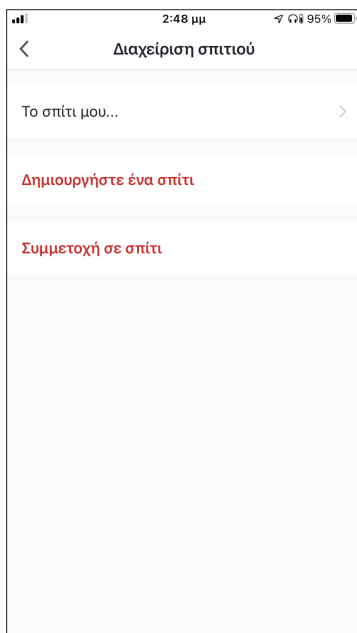 2:48 μμ 95%
Διαχείριση σπιτιού
Το σπίτι μου...
Δημιουργήστε ένα σπίτι
Συμμετοχή σε σπίτι